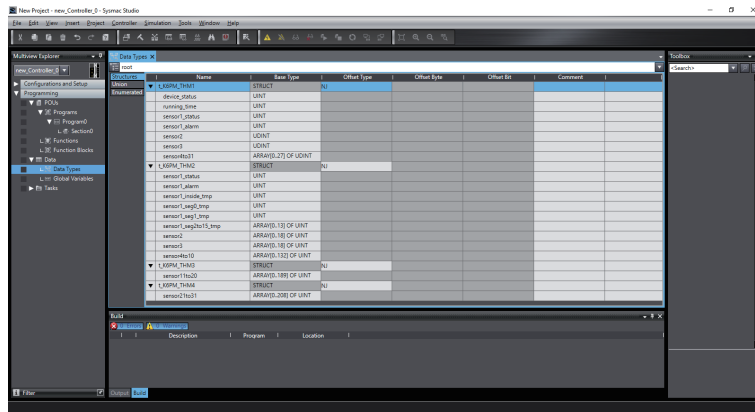 New Project - new_Controller_0 - Sysmac Studio
File Edit View Insert Project Controller Simulation Tools Window Help
Multiview Explorer
new_Controller_0
Configurations and Setup
Programming
POUs
Programs
Program0
Section0
Functions
Function Blocks
Data
Data Types
Global Variables
Tasks
Filter
Data Types
root
Structures
Union
Enumerated
Name Base Type Offset Type Offset Byte Offset Bit Comment
t_K6PM_THM1 STRUCT NJ
device_status UINT
running_time UINT
sensor1_status UINT
sensor1_alarm UINT
sensor2 UDINT
sensor3 UDINT
sensor4to31 ARRAY[0..27] OF UDINT
t_K6PM_THM2 STRUCT NJ
sensor1_status UINT
sensor1_alarm UINT
sensor1_inside_tmp UINT
sensor1_seg0_tmp UINT
sensor1_seg1_tmp UINT
sensor1_seg2to15_tmp ARRAY[0..13] OF UINT
sensor2 ARRAY[0..18] OF UINT
sensor3 ARRAY[0..18] OF UINT
sensor4to10 ARRAY[0..132] OF UINT
t_K6PM_THM3 STRUCT NJ
sensor11to20 ARRAY[0..189] OF UINT
t_K6PM_THM4 STRUCT NJ
sensor21to31 ARRAY[0..208] OF UINT
Build
0 Errors 0 Warnings
Description Program Location
Output Build
Toolbox
<Search>